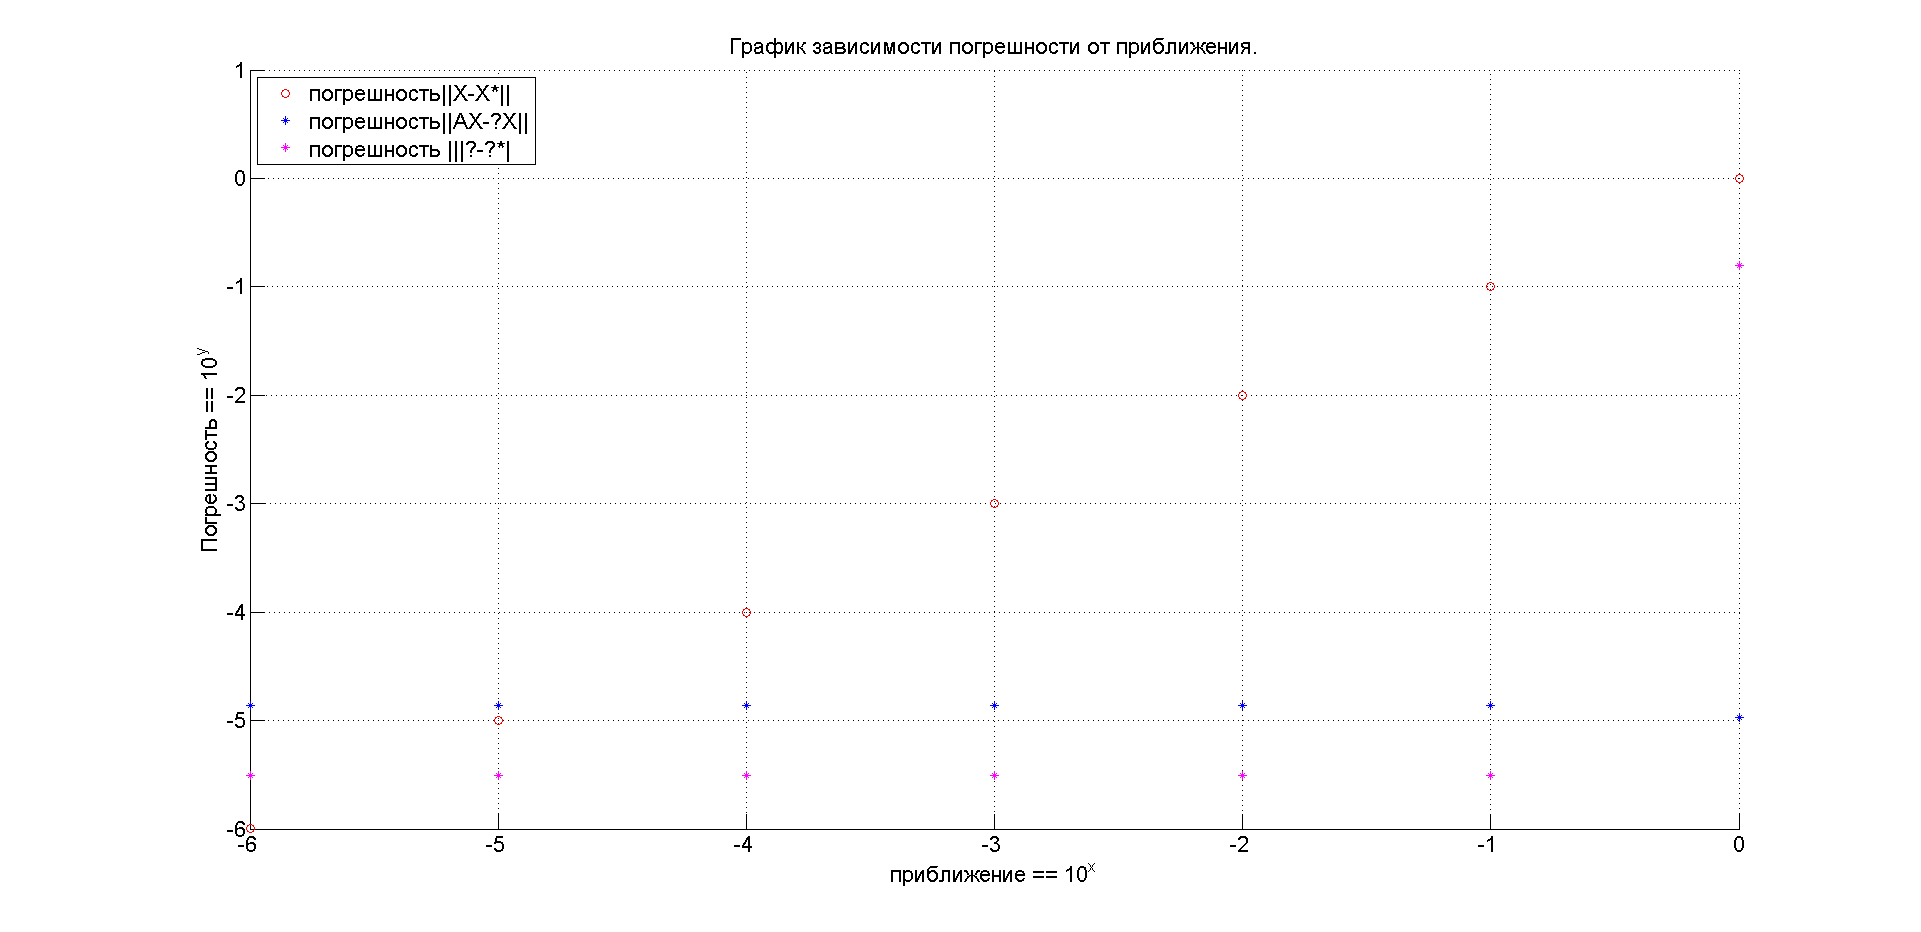 График зависимости погрешности от приближения.
погрешность||X-X*||
погрешность||AX-?X||
погрешность |||?-?*|
1
0
-1
-2
-3
-4
-5
-6
Погрешность == 10^y
-6
-5
-4
-3
-2
-1
0
приближение == 10^x